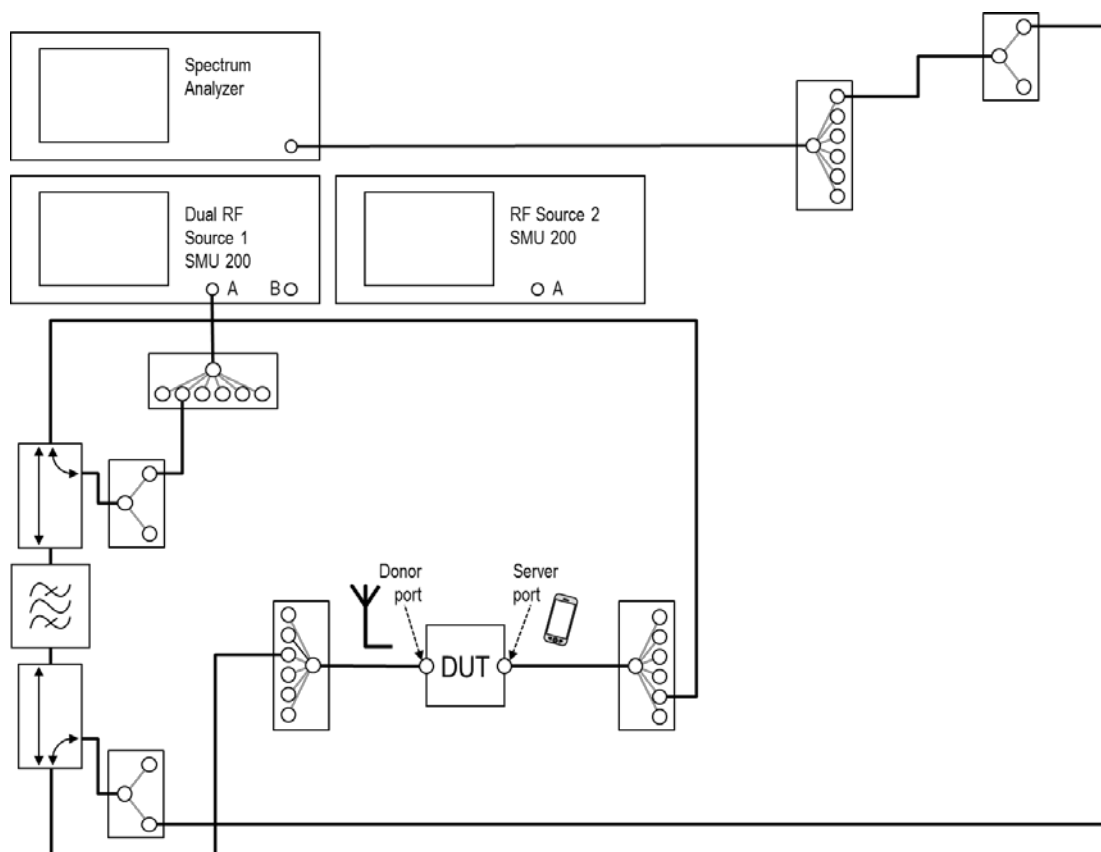 Spectrum
Analyzer
Dual RF
Source 1
SMU 200
A
B
RF Source 2
SMU 200
A
Donor
port
Server
port
DUT